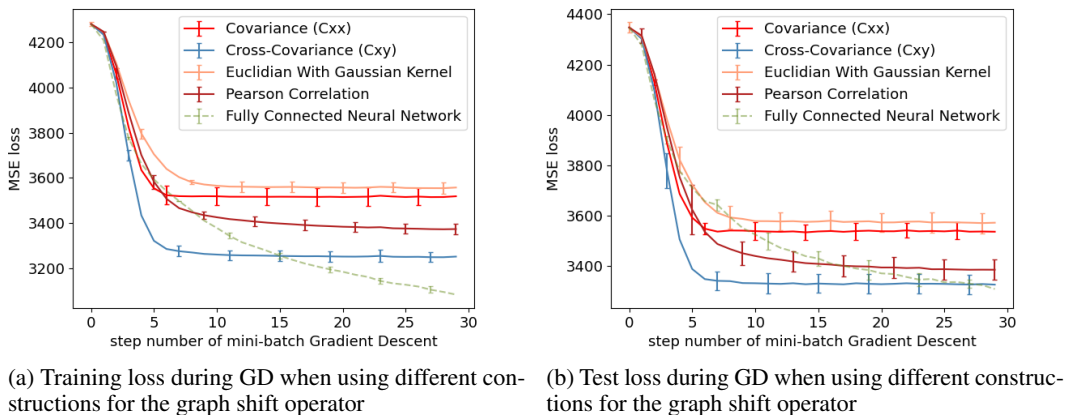 Covariance (Cxx)
Cross-Covariance (Cxy)
Euclidian With Gaussian Kernel
Pearson Correlation
Fully Connected Neural Network
MSE loss
4200
4000
3800
3600
3400
3200
0 5 10 15 20 25 30
step number of mini-batch Gradient Descent
(a) Training loss during GD when using different con-
structions for the graph shift operator
Covariance (Cxx)
Cross-Covariance (Cxy)
Euclidian With Gaussian Kernel
Pearson Correlation
Fully Connected Neural Network
MSE loss
4400
4200
4000
3800
3600
3400
0 5 10 15 20 25 30
step number of mini-batch Gradient Descent
(b) Test loss during GD when using different construc-
tions for the graph shift operator